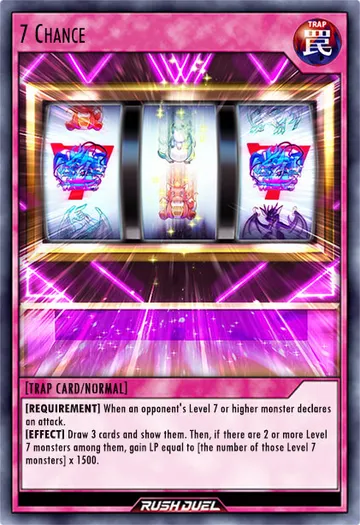 7 Chance
TRAP
罠
7
7
[TRAP CARD/NORMAL]
[REQUIREMENT] When an opponent's Level 7 or higher monster declares
an attack.
[EFFECT] Draw 3 cards and show them. Then, if there are 2 or more Level
7 monsters among them, gain LP equal to [the number of those Level 7
monsters] x 1500.
RUSH DUEL